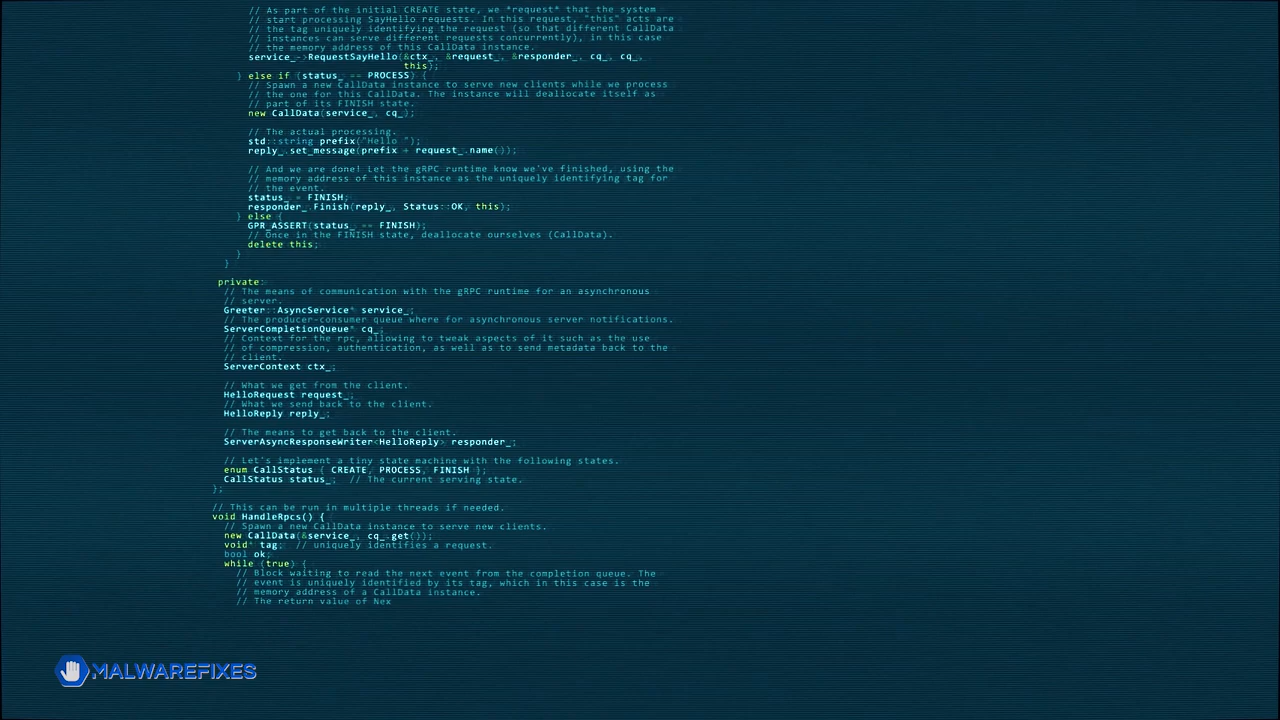 // As part of the initial CREATE state, we *request* that the system
// start processing SayHello requests. In this request, "this" acts are
// the tag uniquely identifying the request (so that different CallData
// instances can serve different requests concurrently), in this case
// the memory address of this CallData instance.
service_->RequestSayHello(&ctx_, &request_, &responder_, cq_, cq_,
this);
} else if (status_ == PROCESS) {
// Spawn a new CallData instance to serve new clients while we process
// the one for this CallData. The instance will deallocate itself as
// part of its FINISH state.
new CallData(service_, cq_);
// The actual processing.
std::string prefix("Hello ");
reply_.set_message(prefix + request_.name());
// And we are done! Let the gRPC runtime know we've finished, using the
// memory address of this instance as the uniquely identifying tag for
// the event.
status_ = FINISH;
responder_.Finish(reply_, Status::OK, this);
} else {
GPR_ASSERT(status_ == FINISH);
// Once in the FINISH state, deallocate ourselves (CallData).
delete this;
}
}
private:
// The means of communication with the gRPC runtime for an asynchronous
// server.
Greeter::AsyncService* service_;
// The producer-consumer queue where for asynchronous server notifications.
ServerCompletionQueue* cq_;
// Context for the rpc, allowing to tweak aspects of it such as the use
// of compression, authentication, as well as to send metadata back to the
// client.
ServerContext ctx_;
// What we get from the client.
HelloRequest request_;
// What we send back to the client.
HelloReply reply_;
// The means to get back to the client.
ServerAsyncResponseWriter<HelloReply> responder_;
// Let's implement a tiny state machine with the following states.
enum CallStatus { CREATE, PROCESS, FINISH };
CallStatus status_;  // The current serving state.
};
// This can be run in multiple threads if needed.
void HandleRpcs() {
// Spawn a new CallData instance to serve new clients.
new CallData(&service_, cq_.get());
void* tag;  // uniquely identifies a request.
bool ok;
while (true) {
// Block waiting to read the next event from the completion queue. The
// event is uniquely identified by its tag, which in this case is the
// memory address of a CallData instance.
// The return value of Nex
MALWAREFIXES